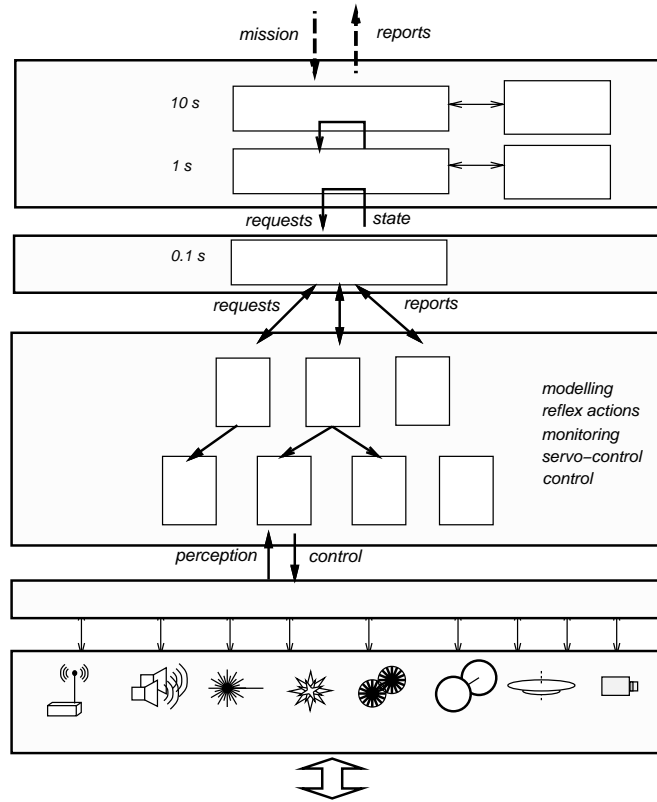 mission
reports
10 s
1 s
requests
state
0.1 s
requests
reports
modelling
reflex actions
monitoring
servo−control
control
perception
control